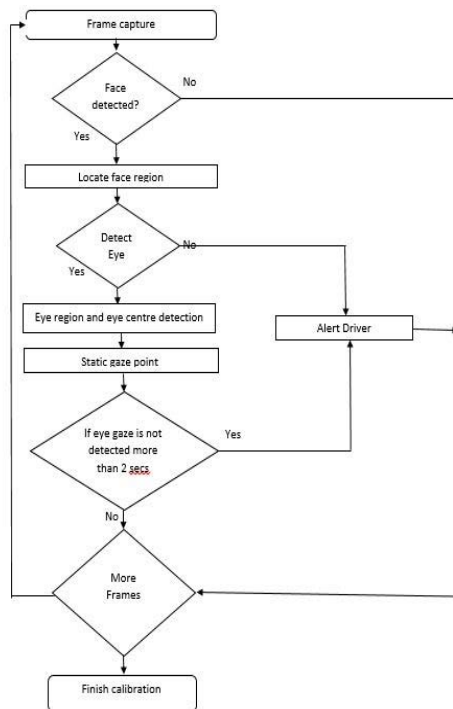 Frame capture
Face
detected?
No
Yes
Locate face region
Detect
Eye
No
Yes
Eye region and eye centre detection
Alert Driver
Static gaze point
If eye gaze is not
detected more
than 2 secs
Yes
No
More
Frames
Finish calibration